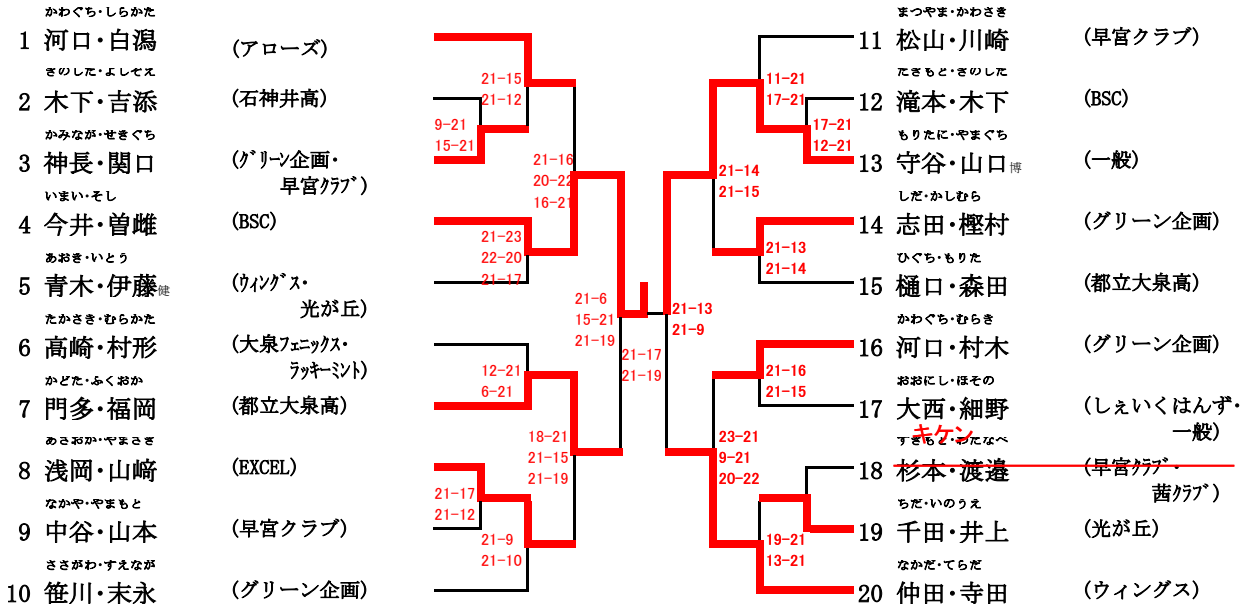 かわぐち・しらかた
1 河口・白潟 (アローズ)
きのした・よしぞえ
2 木下・吉添 (石神井高)
かみなが・せきぐち
3 神長・関口 (グリーン企画・
早宮クラブ)
いまい・そし
4 今井・曽雌 (BSC)
あおき・いとう
5 青木・伊藤健 (ウィングス・
光が丘)
たかさき・むらかた
6 高崎・村形 (大泉フェニックス・
ラッキーミント)
かどた・ふくおか
7 門多・福岡 (都立大泉高)
あさおか・やまさき
8 浅岡・山﨑 (EXCEL)
なかや・やまもと
9 中谷・山本 (早宮クラブ)
ささがわ・すえなが
10 笹川・末永 (グリーン企画)
21-15
21-12
9-21
15-21
21-16
20-22
16-21
21-23
22-20
21-17
21-6
15-21
21-19
12-21
6-21
18-21
21-15
21-19
21-17
21-12
21-9
21-10
21-17
21-19
11-21
17-21
17-21
12-21
21-14
21-15
21-13
21-14
21-13
21-9
21-16
21-15
23-21
9-21
20-22
19-21
13-21
まつやま・かわさき
11 松山・川崎 (早宮クラブ)
たきもと・きのした
12 滝本・木下 (BSC)
もりたに・やまぐち
13 守谷・山口博 (一般)
しだ・かしむら
14 志田・樫村 (グリーン企画)
ひぐち・もりた
15 樋口・森田 (都立大泉高)
かわぐち・むらき
16 河口・村木 (グリーン企画)
おおにし・ほその
17 大西・細野 (しぇいくはんず・
一般)
キケン
すぎもと・わたなべ
18 杉本・渡邉 (早宮クラブ・
茜クラブ)
ちだ・いのうえ
19 千田・井上 (光が丘)
なかだ・てらだ
20 仲田・寺田 (ウィングス)